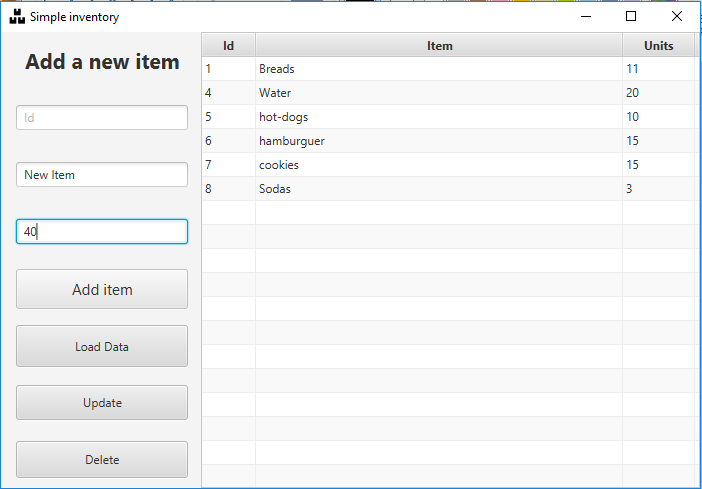 Simple inventory
Add a new item
Id
New Item
40
Add item
Load Data
Update
Delete
Id Item Units
1 Breads 11
4 Water 20
5 hot-dogs 10
6 hamburguer 15
7 cookies 15
8 Sodas 3